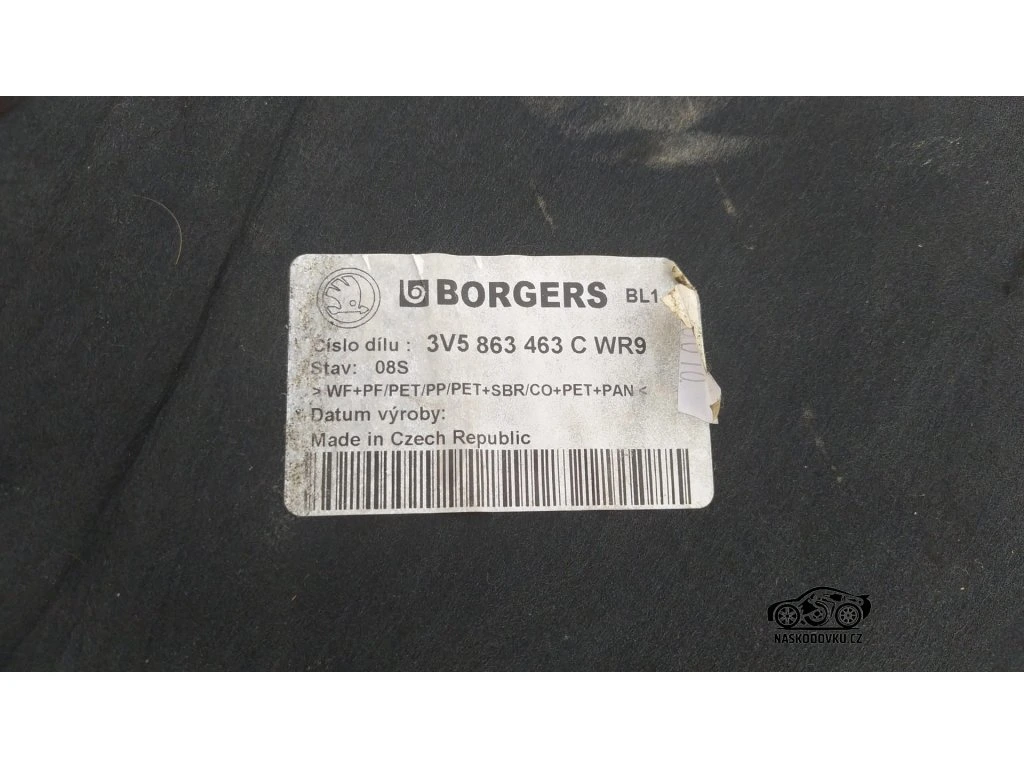 BORGERS BL1
Číslo dílu : 3V5 863 463 C WR9
Stav: 08S
> WF+PF/PET/PP/PET+SBR/CO+PET+PAN <
Datum výroby:
Made in Czech Republic
NASKODOVKU.CZ